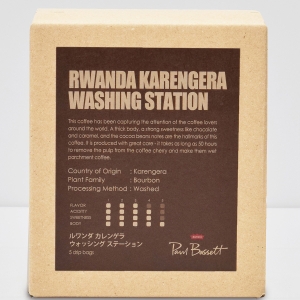 RWANDA KARENGERA
WASHING STATION
This coffee has been capturing the attention of the coffee lovers
around the world. A thick body, a strong sweetness like chocolate
and caramel, and the cocoa beans notes are the hallmarks of this
coffee. It is produced with great care - it takes as long as 30 hours
to remove the pulp from the coffee cherry and make them wet
parchment coffee.
Country of Origin : Karengera
Plant Family : Bourbon
Processing Method : Washed
FLAVOR
ACIDITY
SWEETNESS
BODY
ルワンダ カレンゲラ
ウォッシング ステーション
5 drip bags
Paul Bassett